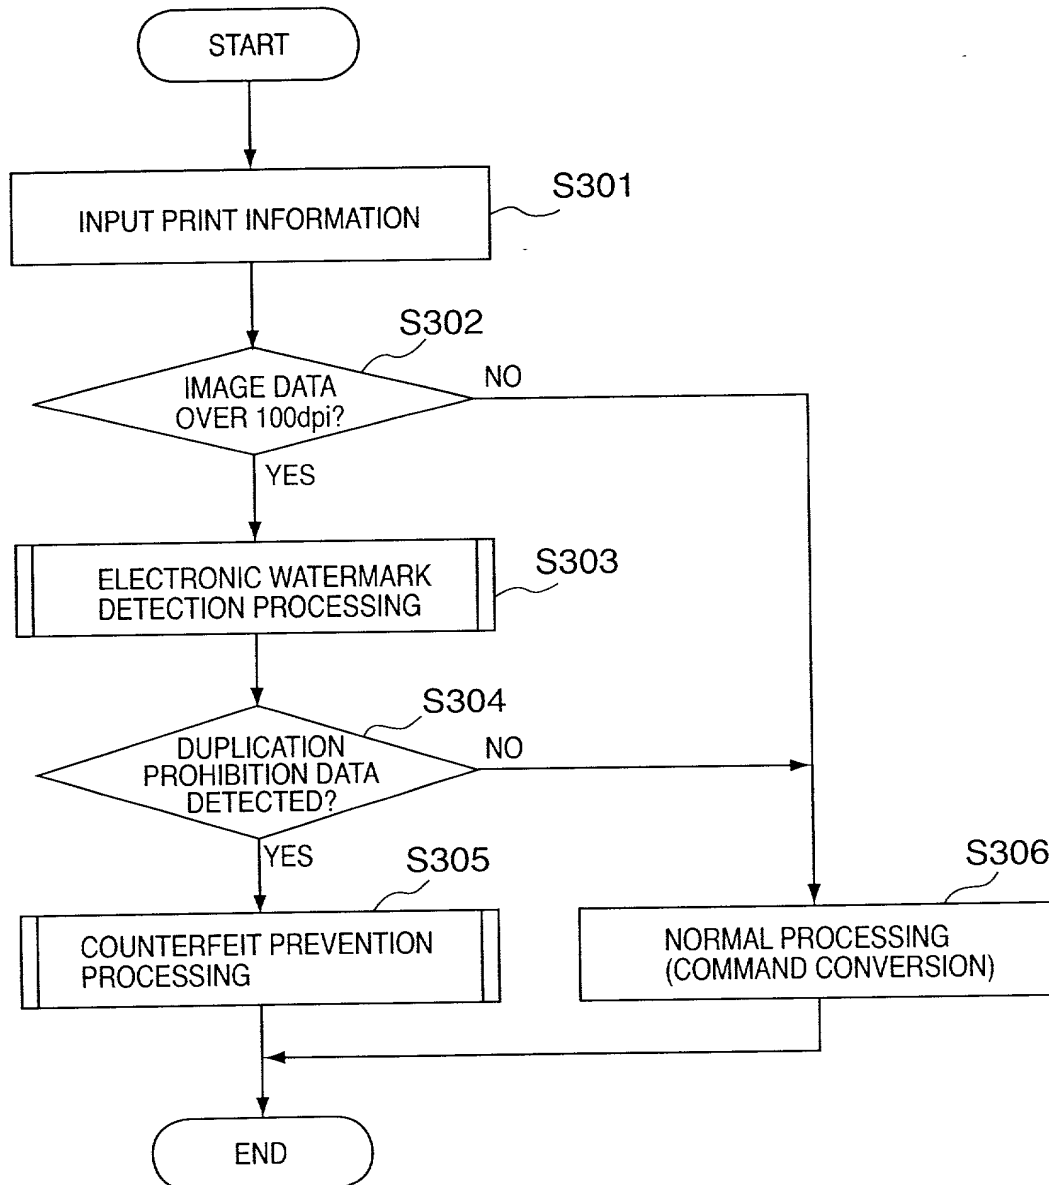 START
INPUT PRINT INFORMATION
S301
S302
IMAGE DATA
OVER 100dpi?
NO
YES
ELECTRONIC WATERMARK
DETECTION PROCESSING
S303
S304
DUPLICATION
PROHIBITION DATA
DETECTED?
NO
YES
S305
COUNTERFEIT PREVENTION
PROCESSING
S306
NORMAL PROCESSING
(COMMAND CONVERSION)
END